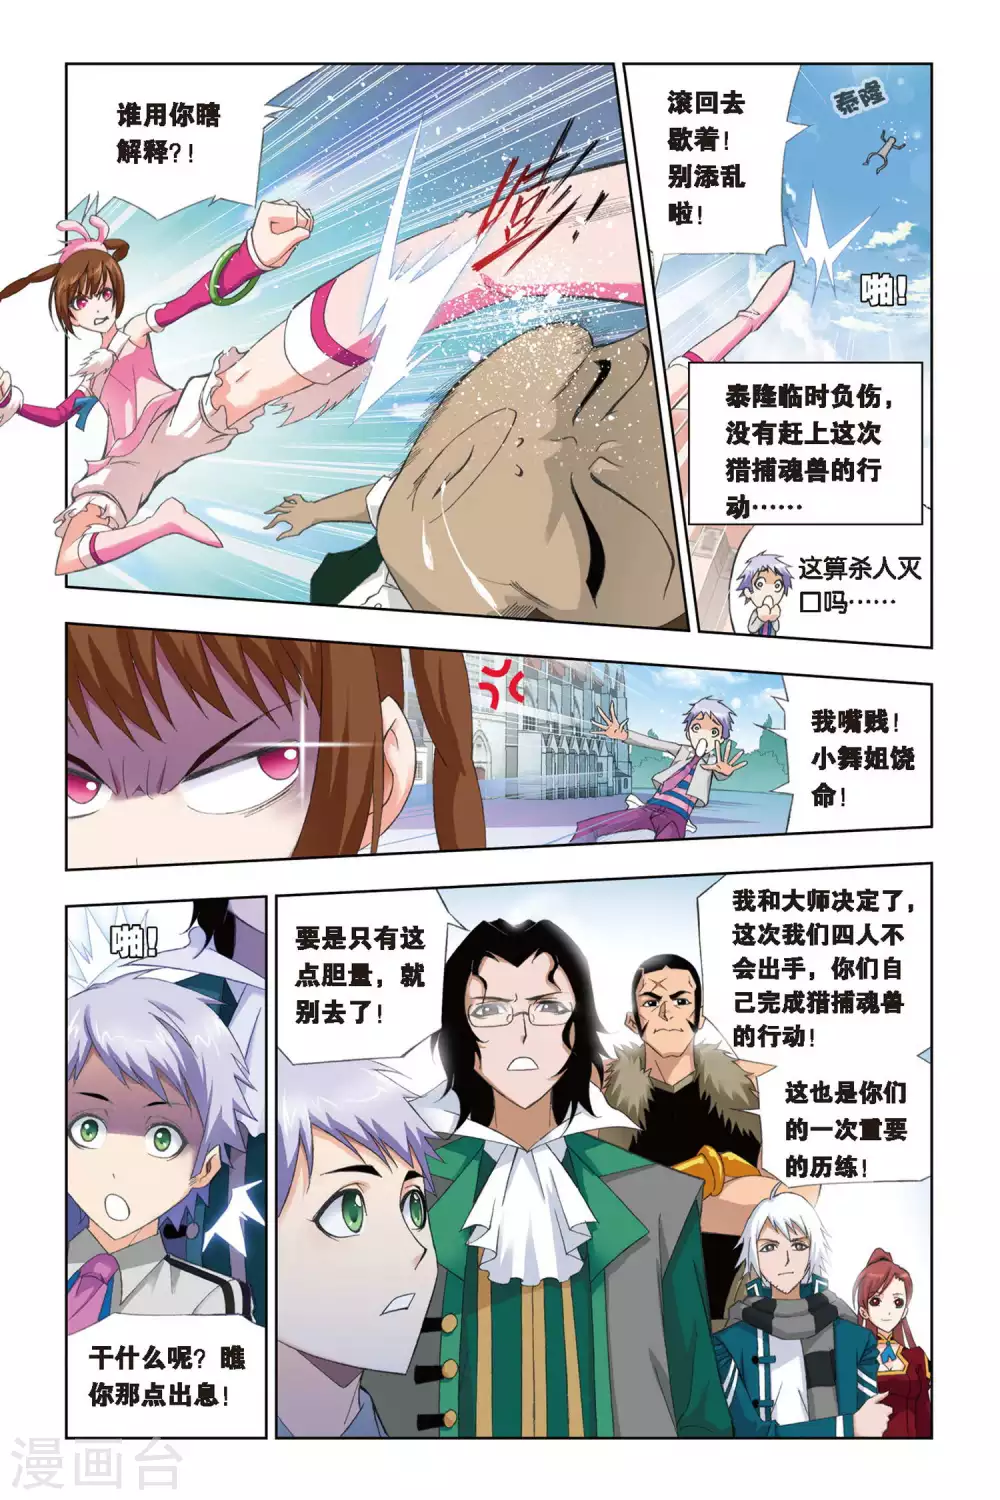 谁用你瞎
解释?!
滚回去
歇着!
别添乱
啦!
泰隆
啪!
泰隆临时负伤,
没有赶上这次
猎捕魂兽的行
动……
这算杀人灭
口吗……
我嘴贱!
小舞姐饶
命!
啪!
干什么呢?瞧
你那点出息!
要是只有这
点胆量,就
别去了!
我和大师决定了,
这次我们四人不
会出手,你们自
己完成猎捕魂兽
的行动!
这也是你们
的一次重要
的历练!
漫画台